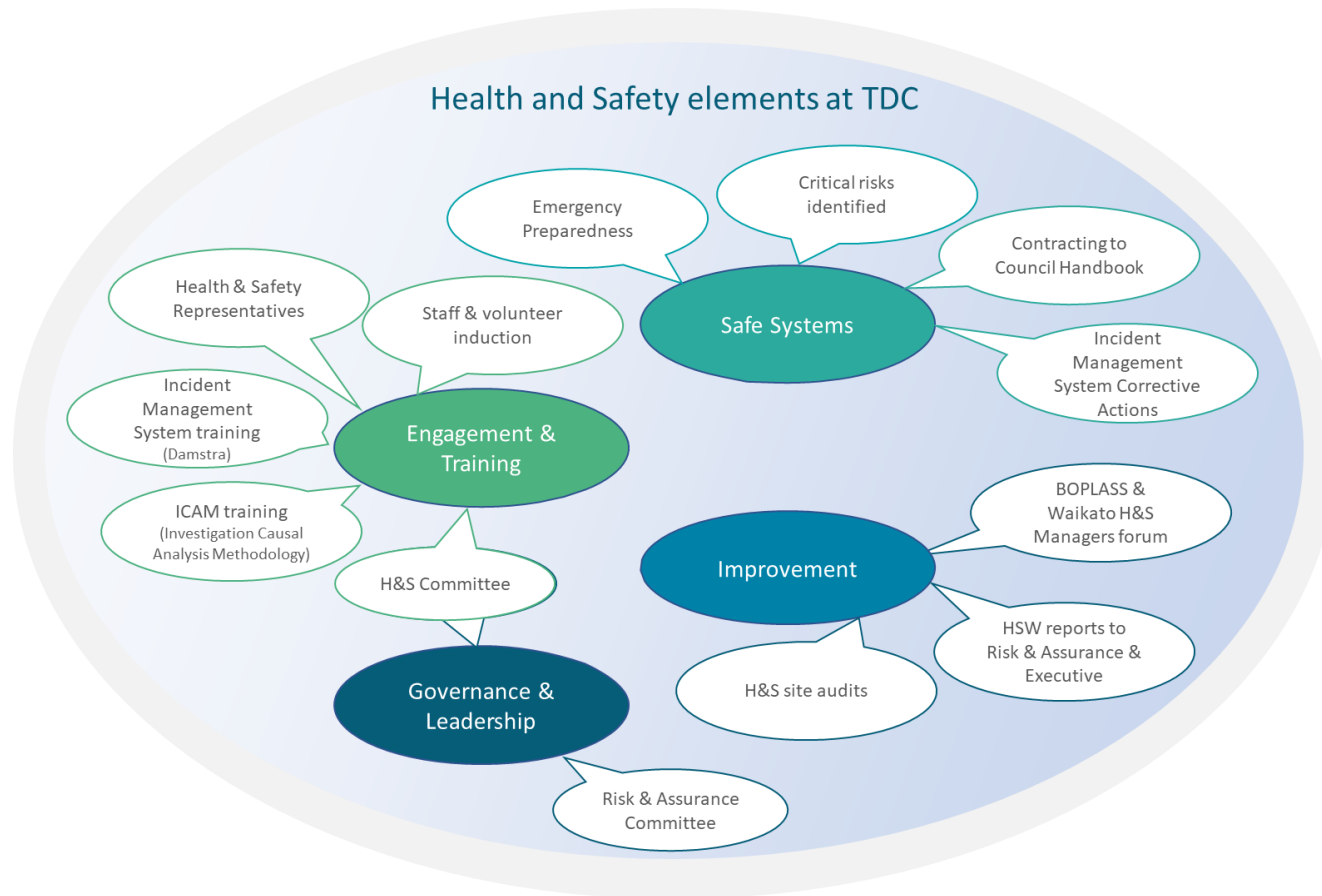 Health and Safety elements at TDC
Critical risks
identified
Emergency
Preparedness
Contracting to
Council Handbook
Health & Safety
Representatives
Staff & volunteer
induction
Safe Systems
Incident
Management
System Corrective
Actions
Incident
Management
System training
(Damstra)
Engagement &
Training
ICAM training
(Investigation Causal
Analysis Methodology)
BOPLASS &
Waikato H&S
Managers forum
H&S Committee
Improvement
HSW reports to
Risk & Assurance &
Executive
Governance &
Leadership
H&S site audits
Risk & Assurance
Committee